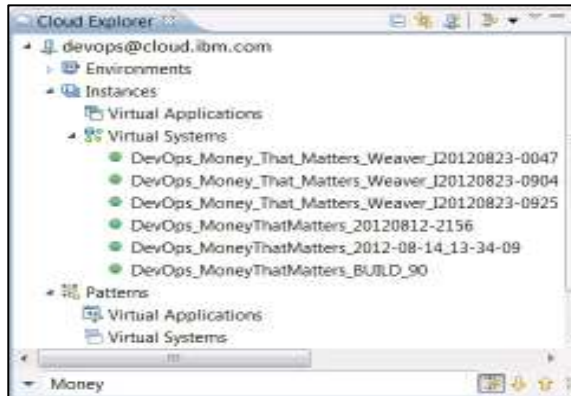 Cloud Explorer
devops@cloud.ibm.com
Environments
Instances
Virtual Applications
Virtual Systems
DevOps_Money_That_Matters_Weaver_I20120823-0047
DevOps_Money_That_Matters_Weaver_I20120823-0904
DevOps_Money_That_Matters_Weaver_I20120823-0925
DevOps_MoneyThatMatters_20120812-2156
DevOps_MoneyThatMatters_2012-08-14_13-34-09
DevOps_MoneyThatMatters_BUILD_90
Patterns
Virtual Applications
Virtual Systems
Money